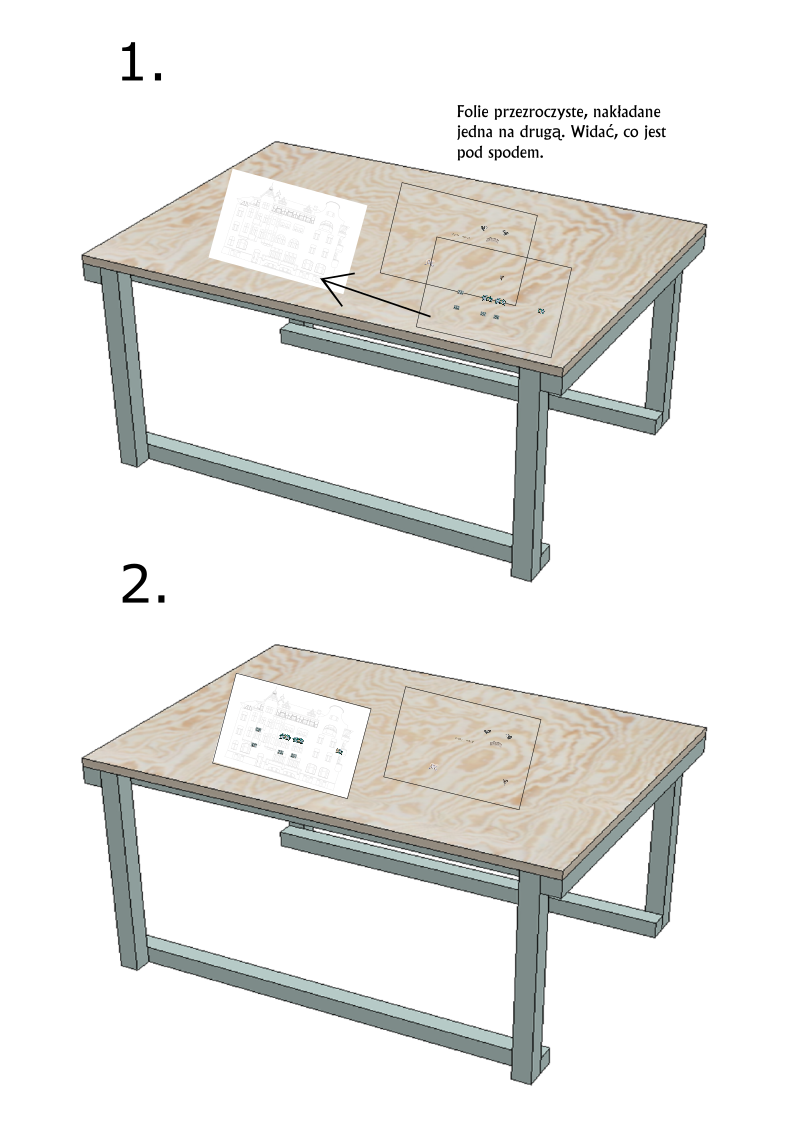 1.
Folie przezroczyste, nakładane
jedna na drugą. Widać, co jest
pod spodem.
2.